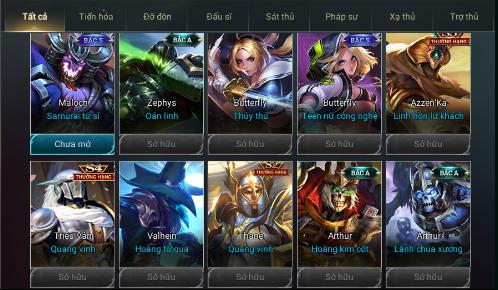 Tất cả
Tiến hóa
Đỡ đòn
Đấu sĩ
Sát thủ
Pháp sư
Xạ thủ
Trợ thủ
BẬC S
BẬC A
BẬC S
THƯỜNG HẠNG
Maloch
Zephys
Butterfly
Butterfly
Azzen'Ka
Samurai tử sĩ
Oán linh
Thủy thủ
Teen nữ công nghệ
Linh hồn lữ khách
Chưa mở
Sở hữu
Sở hữu
Sở hữu
Sở hữu
THƯỜNG HẠNG
THƯỜNG HẠNG
BẬC A
BẬC A
Triệu Vân
Valhein
Thane
Arthur
Arthur
Quang vinh
Hoàng tử quạ
Quang vinh
Hoàng kim cốt
Lãnh chúa xương
Sở hữu
Sở hữu
Sở hữu
Sở hữu
Sở hữu